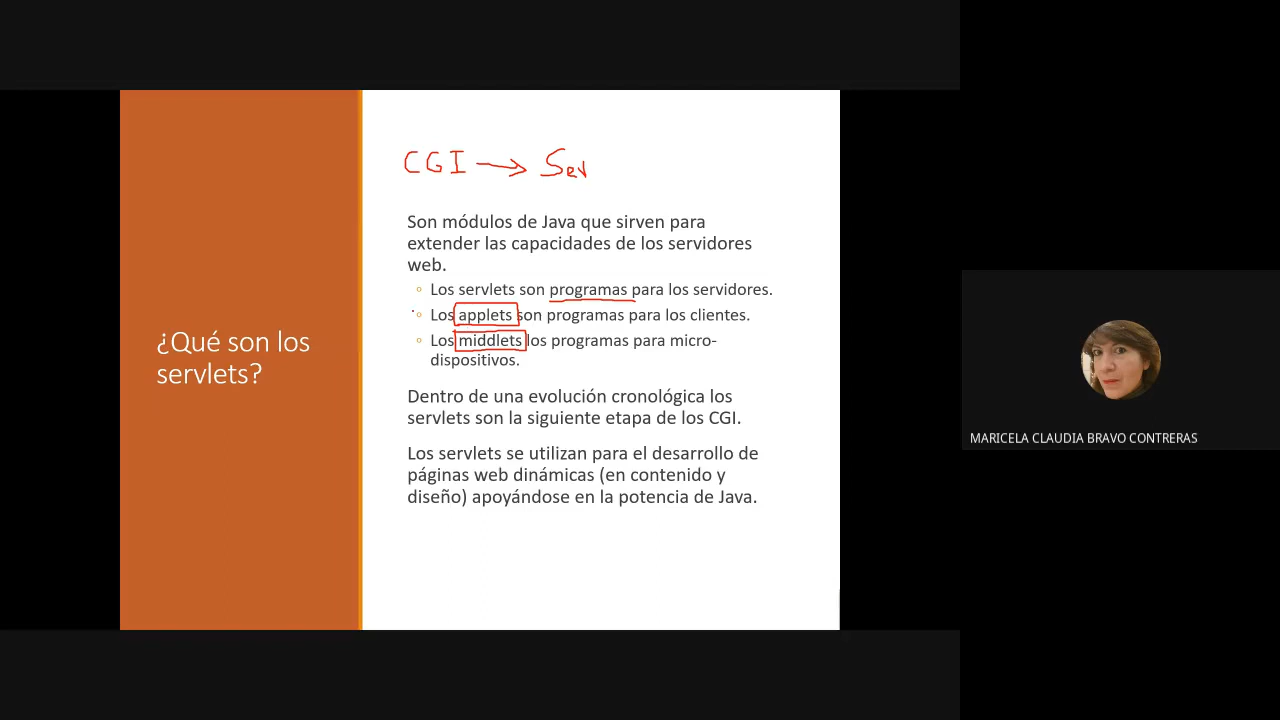 CGI → Ser
¿Qué son los
servlets?
Son módulos de Java que sirven para
extender las capacidades de los servidores
web.
◦ Los servlets son programas para los servidores.
◦ Los applets son programas para los clientes.
◦ Los middlets los programas para micro-
dispositivos.
Dentro de una evolución cronológica los
servlets son la siguiente etapa de los CGI.
Los servlets se utilizan para el desarrollo de
páginas web dinámicas (en contenido y
diseño) apoyándose en la potencia de Java.
MARICELA CLAUDIA BRAVO CONTRERAS